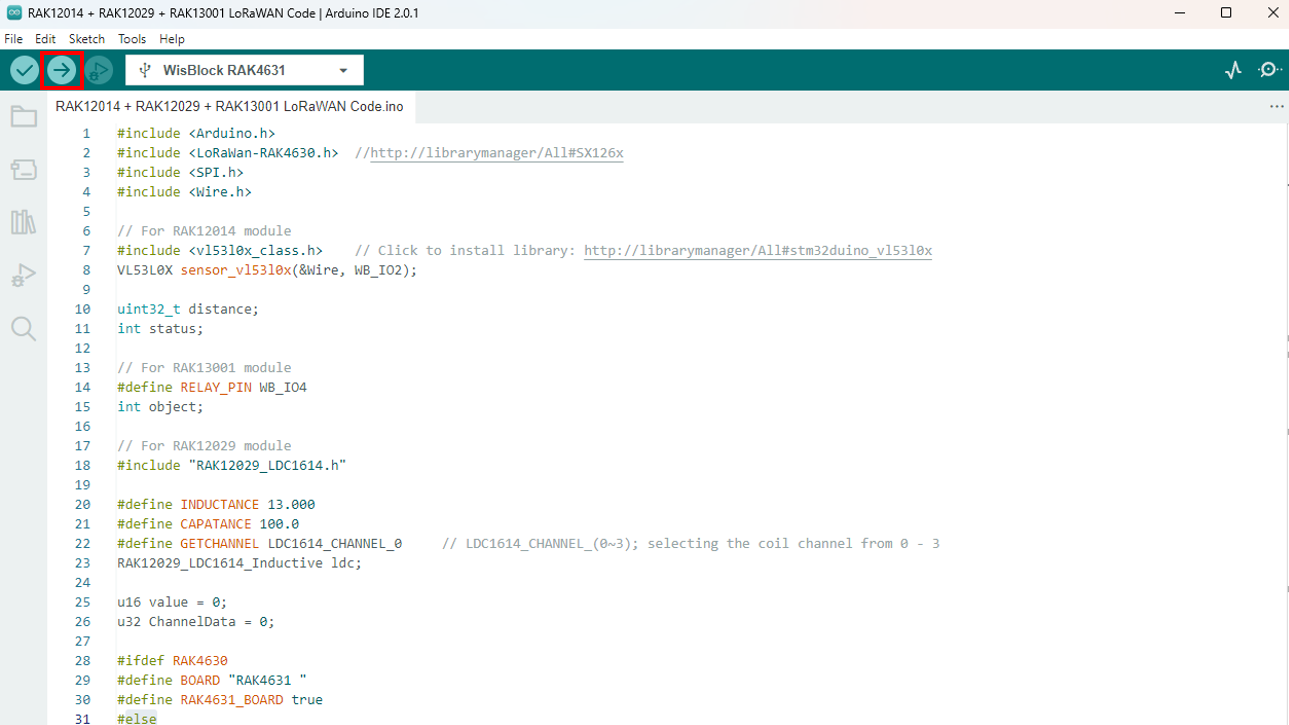 RAK12014 + RAK12029 + RAK13001 LoRaWAN Code | Arduino IDE 2.0.1
File Edit Sketch Tools Help
WisBlock RAK4631
RAK12014 + RAK12029 + RAK13001 LoRaWAN Code.ino
1 #include <Arduino.h>
2 #include <LoRaWan-RAK4630.h> //http://librarymanager/All#SX126x
3 #include <SPI.h>
4 #include <Wire.h>
5
6 // For RAK12014 module
7 #include <vl53l0x_class.h> // Click to install library: http://librarymanager/All#stm32duino_vl53l0x
8 VL53L0X sensor_vl53l0x(&Wire, WB_IO2);
9
10 uint32_t distance;
11 int status;
12
13 // For RAK13001 module
14 #define RELAY_PIN WB_IO4
15 int object;
16
17 // For RAK12029 module
18 #include "RAK12029_LDC1614.h"
19
20 #define INDUCTANCE 13.000
21 #define CAPATANCE 100.0
22 #define GETCHANNEL LDC1614_CHANNEL_0 // LDC1614_CHANNEL_(0~3); selecting the coil channel from 0 - 3
23 RAK12029_LDC1614_Inductive ldc;
24
25 u16 value = 0;
26 u32 ChannelData = 0;
27
28 #ifdef RAK4630
29 #define BOARD "RAK4631 "
30 #define RAK4631_BOARD true
31 #else